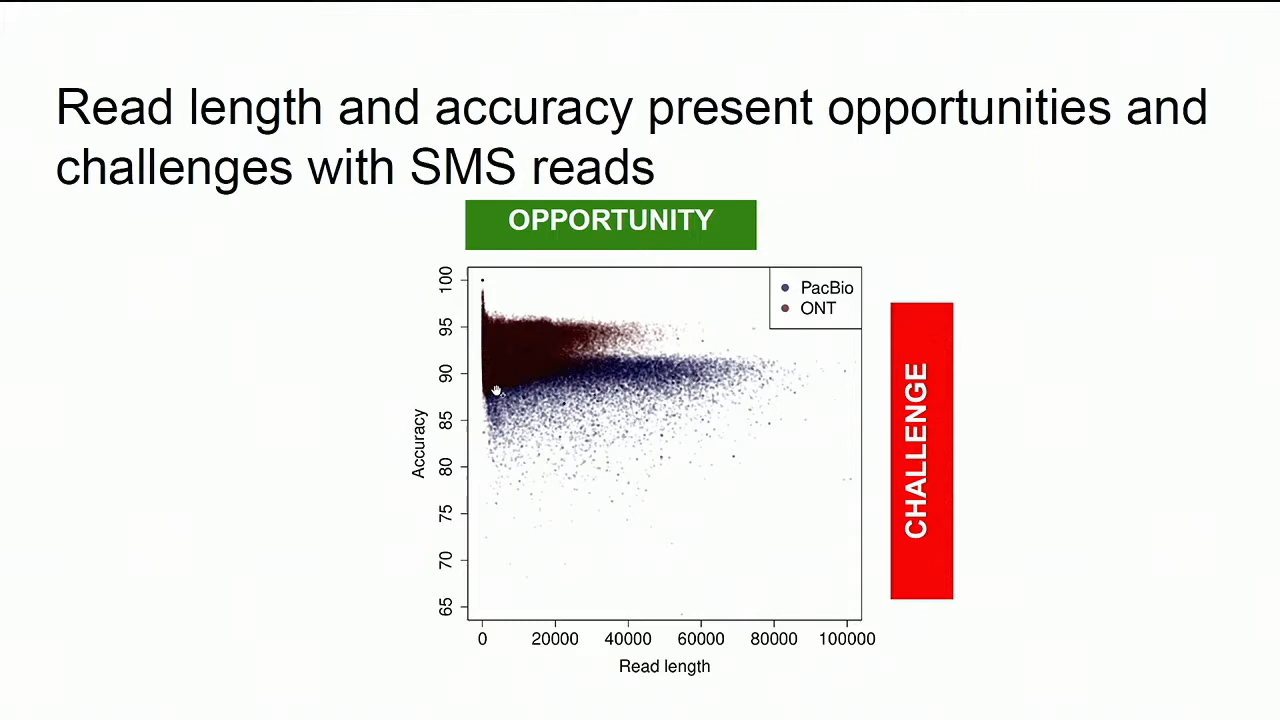 Read length and accuracy present opportunities and
challenges with SMS reads
OPPORTUNITY
PacBio
ONT
100
95
90
85
80
75
70
65
Accuracy
CHALLENGE
0 20000 40000 60000 80000 100000
Read length